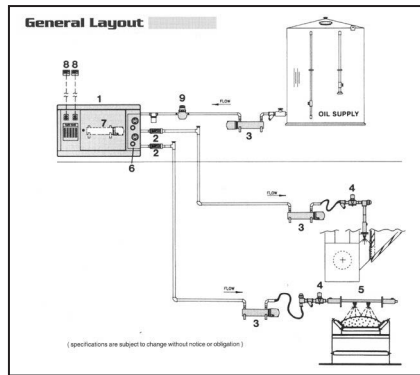 General Layout
8 8
1
9
FLOW
7
OIL SUPPLY
3
2
6
2
FLOW
4
3
FLOW
4
5
3
( specifications are subject to change without notice or obligation )